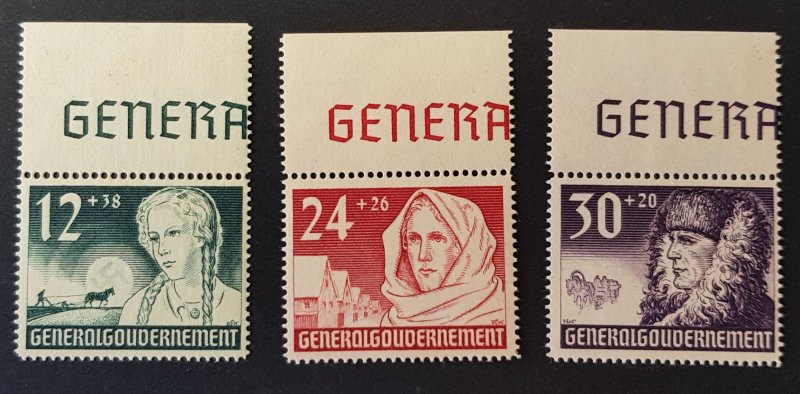 GENERA
12 + 38
GENERALGOUVERNEMENT
GENERA
24 + 26
GENERALGOUVERNEMENT
GENERA
30 + 20
GENERALGOUVERNEMENT